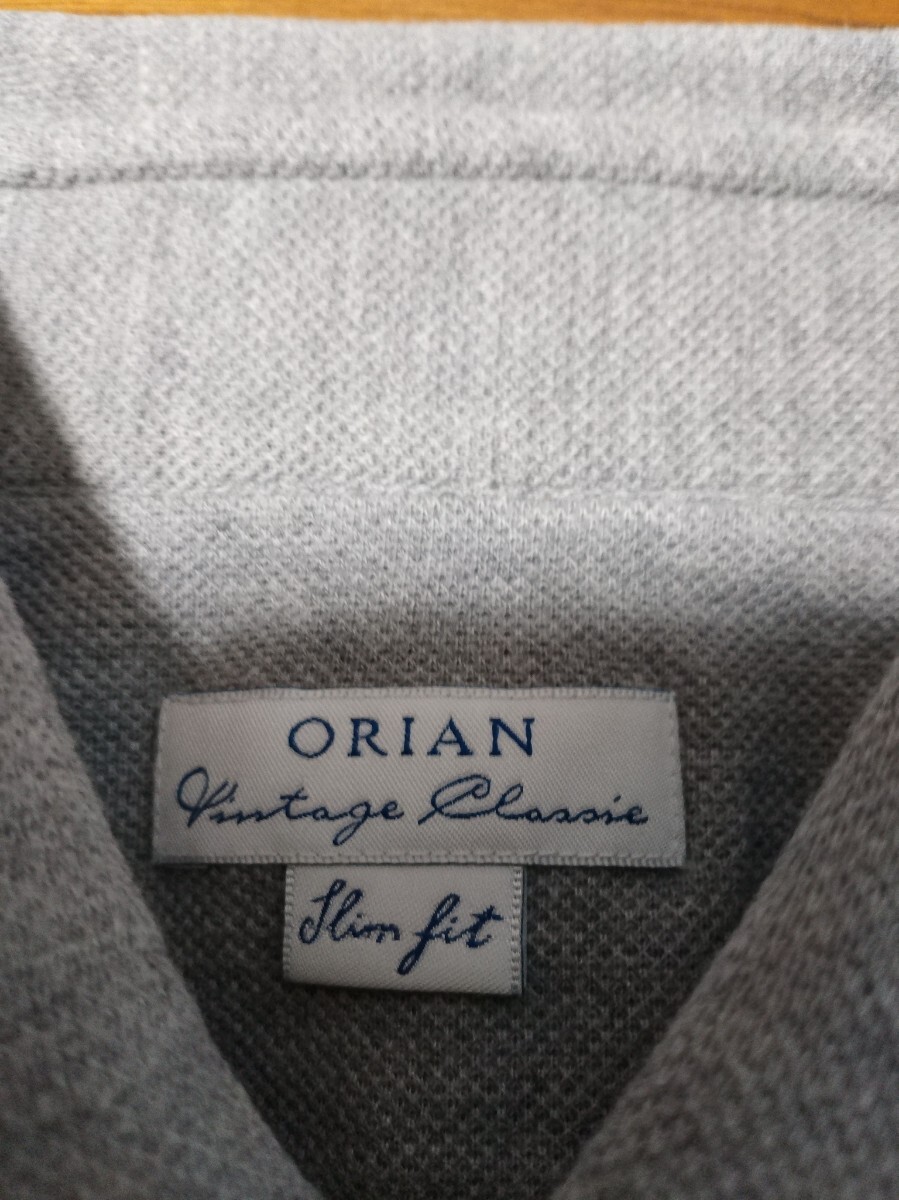 ORIAN
Vintage Classic
Slim fit